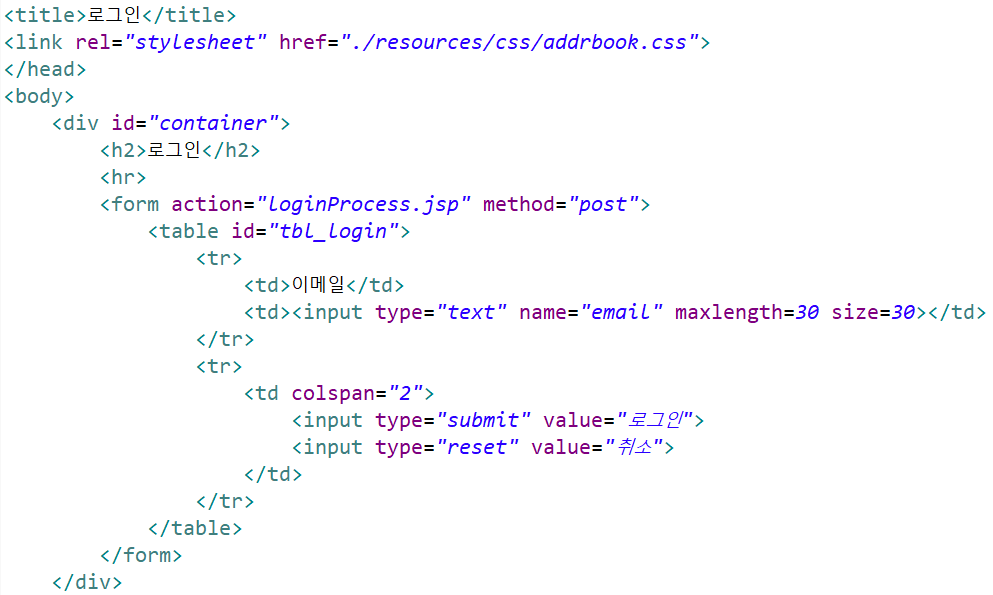 <title>로그인</title>
<link rel="stylesheet" href="./resources/css/addrbook.css">
</head>
<body>
    <div id="container">
        <h2>로그인</h2>
        <hr>
        <form action="loginProcess.jsp" method="post">
            <table id="tbl_login">
                <tr>
                    <td>이메일</td>
                    <td><input type="text" name="email" maxlength=30 size=30></td>
                </tr>
                <tr>
                    <td colspan="2">
                        <input type="submit" value="로그인">
                        <input type="reset" value="취소">
                    </td>
                </tr>
            </table>
        </form>
    </div>